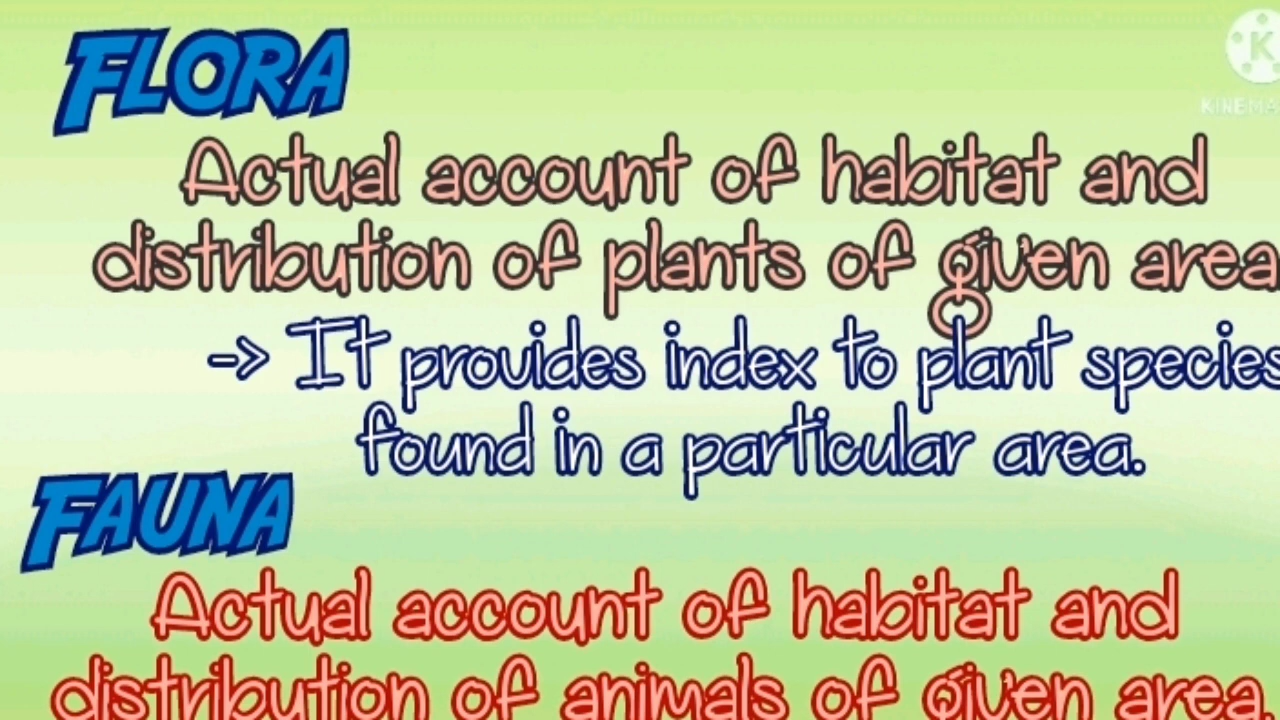 FLORA
K
KINEMA
Actual account of habitat and
distribution of plants of given area
-> It provides index to plant species
found in a particular area.
FAUNA
Actual account of habitat and
distribution of animals of given area.